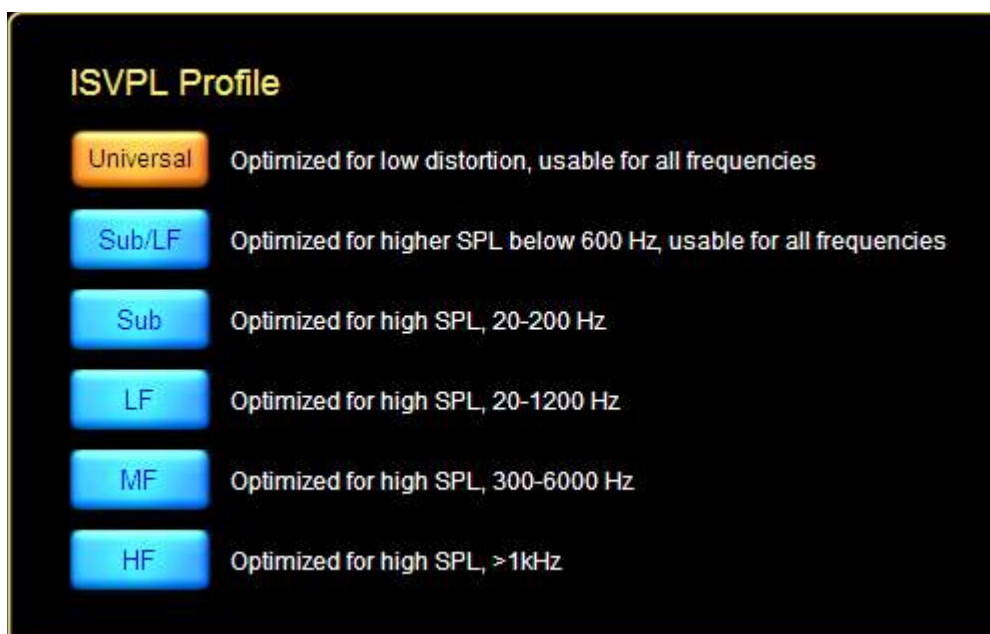 ISVPL Profile
Universal Optimized for low distortion, usable for all frequencies
Sub/LF Optimized for higher SPL below 600 Hz, usable for all frequencies
Sub Optimized for high SPL, 20-200 Hz
LF Optimized for high SPL, 20-1200 Hz
MF Optimized for high SPL, 300-6000 Hz
HF Optimized for high SPL, >1kHz